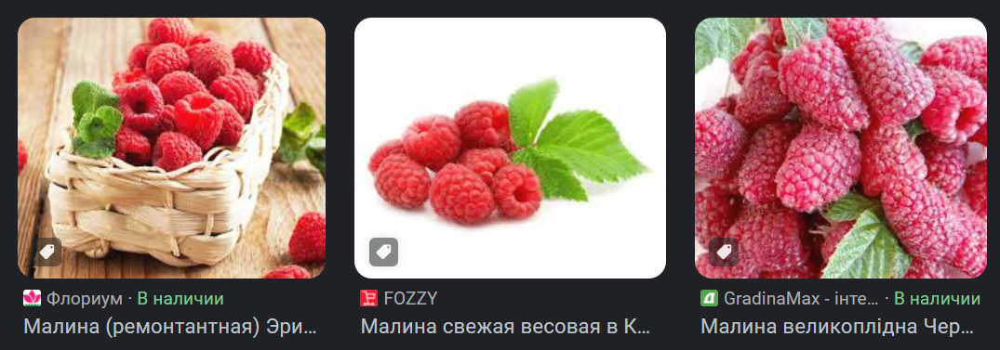 Флориум · В наличии
Малина (ремонтантная) Эри...
FOZZY
Малина свежая весовая в К...
GradinaMax - інте... · В наличии
Малина великоплідна Чер...